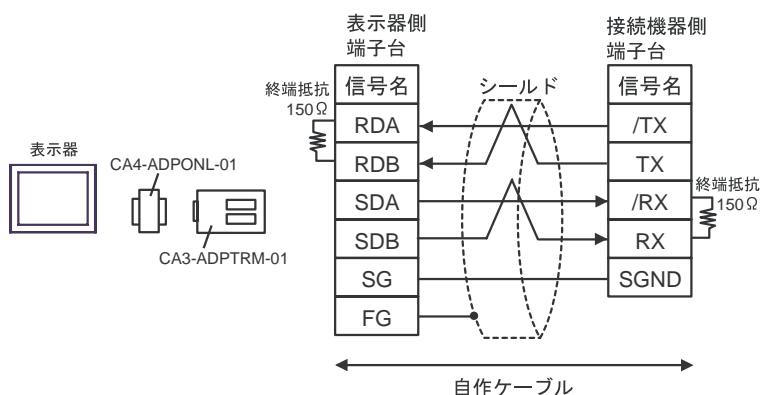 表示器
CA4-ADPONL-01
CA3-ADPTRM-01
終端抵抗
150Ω
表示器側
端子台
信号名
RDA
RDB
SDA
SDB
SG
FG
シールド
接続機器側
端子台
信号名
/TX
TX
/RX
RX
SGND
終端抵抗
150Ω
自作ケーブル